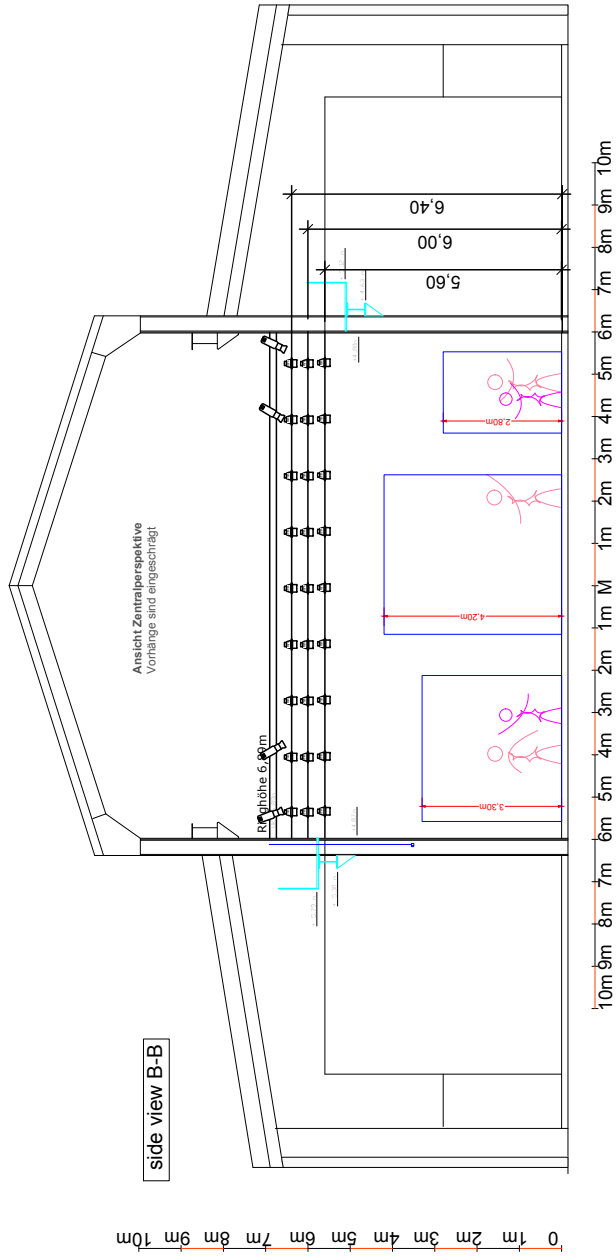 side view B-B
Ansicht Zentralperspektive
Vorhänge sind eingeschrägt
6,40
6,00
5,60
2,80m
4,20m
3,30m
10m 9m 8m 7m 6m 5m 4m 3m 2m 1m M 1m 2m 3m 4m 5m 6m 7m 8m 9m 10m
10m
9m
8m
7m
6m
5m
4m
3m
2m
1m
0